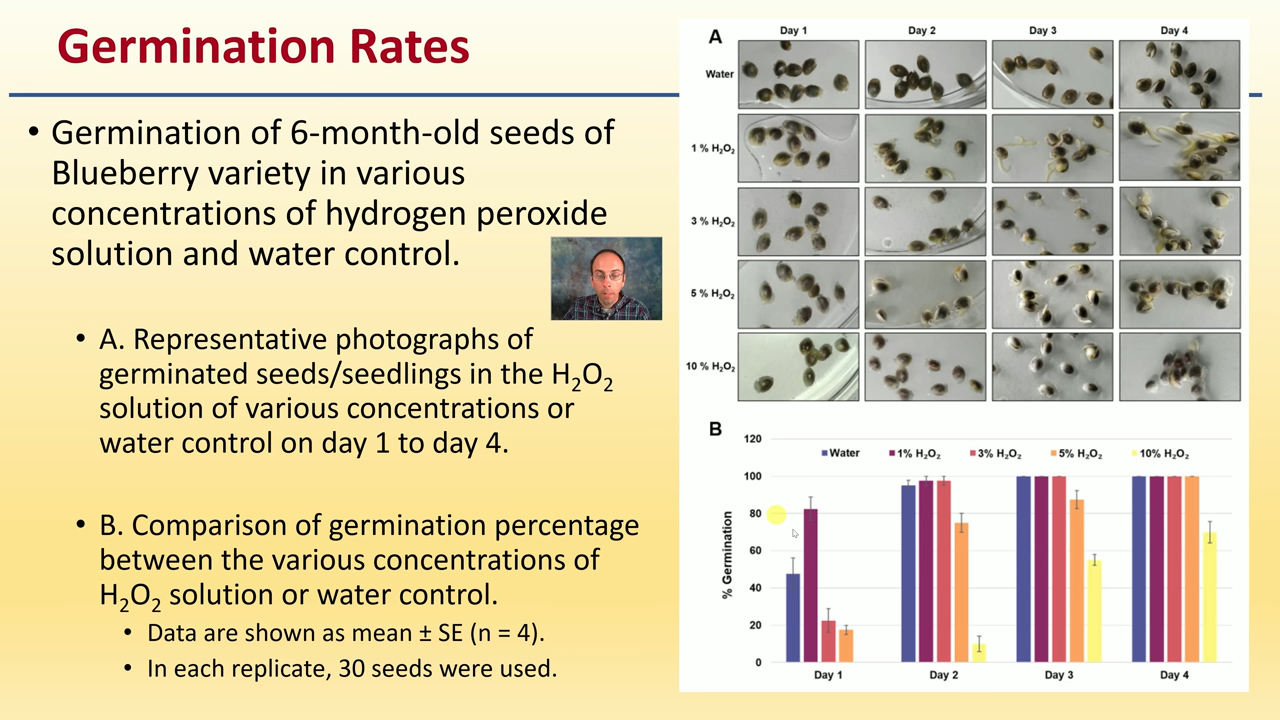 Germination Rates
• Germination of 6-month-old seeds of
Blueberry variety in various
concentrations of hydrogen peroxide
solution and water control.
• A. Representative photographs of
germinated seeds/seedlings in the H₂O₂
solution of various concentrations or
water control on day 1 to day 4.
• B. Comparison of germination percentage
between the various concentrations of
H₂O₂ solution or water control.
• Data are shown as mean ± SE (n = 4).
• In each replicate, 30 seeds were used.
A
Day 1 Day 2 Day 3 Day 4
Water
1 % H₂O₂
3 % H₂O₂
5 % H₂O₂
10 % H₂O₂
B
Water 1% H₂O₂ 3% H₂O₂ 5% H₂O₂ 10% H₂O₂
% Germination
120
100
80
60
40
20
0
Day 1 Day 2 Day 3 Day 4